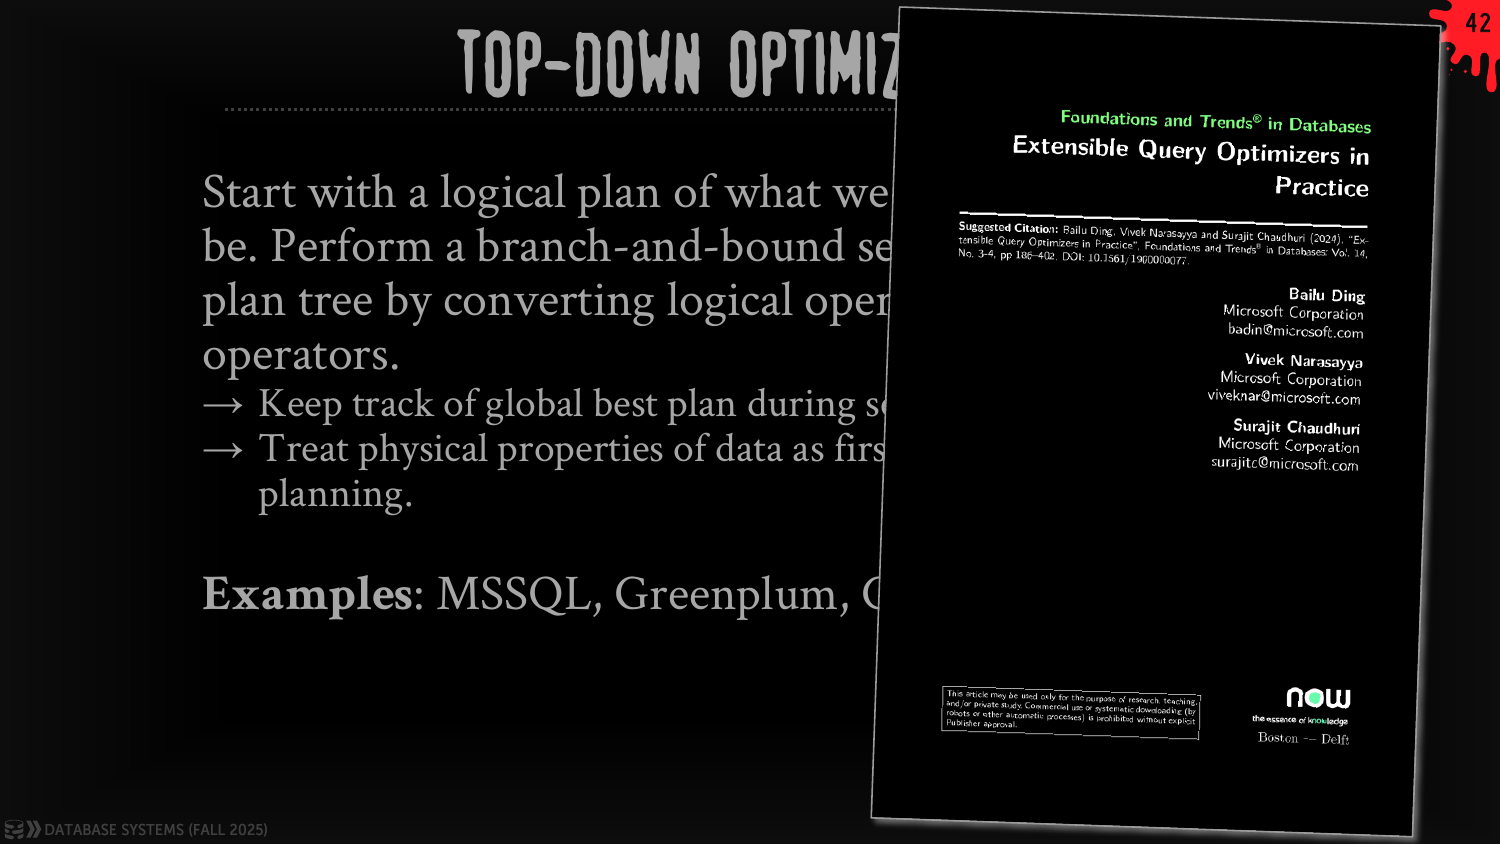 42
TOP-DOWN
Start with a logical plan of what we
be. Perform a branch-and-bound
plan tree by converting logical
operators.
→ Keep track of global best plan during
→ Treat physical properties of data as
planning.
Examples: MSSQL, Greenplum,
DATABASE SYSTEMS (FALL 2025)
Foundations and Trends® in Databases
Extensible Query Optimizers in
Practice
Suggested Citation: Bailu Ding, Vivek Narasayya and Surajit Chaudhuri (2024), "Ex-
tensible Query Optimizers in Practice", Foundations and Trends® in Databases: Vol. 14,
No. 3-4, pp 186–402. DOI: 10.1561/1900000077.
Bailu Ding
Microsoft Corporation
badin@microsoft.com
Vivek Narasayya
Microsoft Corporation
viveknar@microsoft.com
Surajit Chaudhuri
Microsoft Corporation
surajitc@microsoft.com
This article may be used only for the purpose of research, teaching,
and/or private study. Commercial use or systematic downloading (by
robots or other automatic processes) is prohibited without explicit
Publisher approval.
now
the essence of knowledge
Boston — Delft